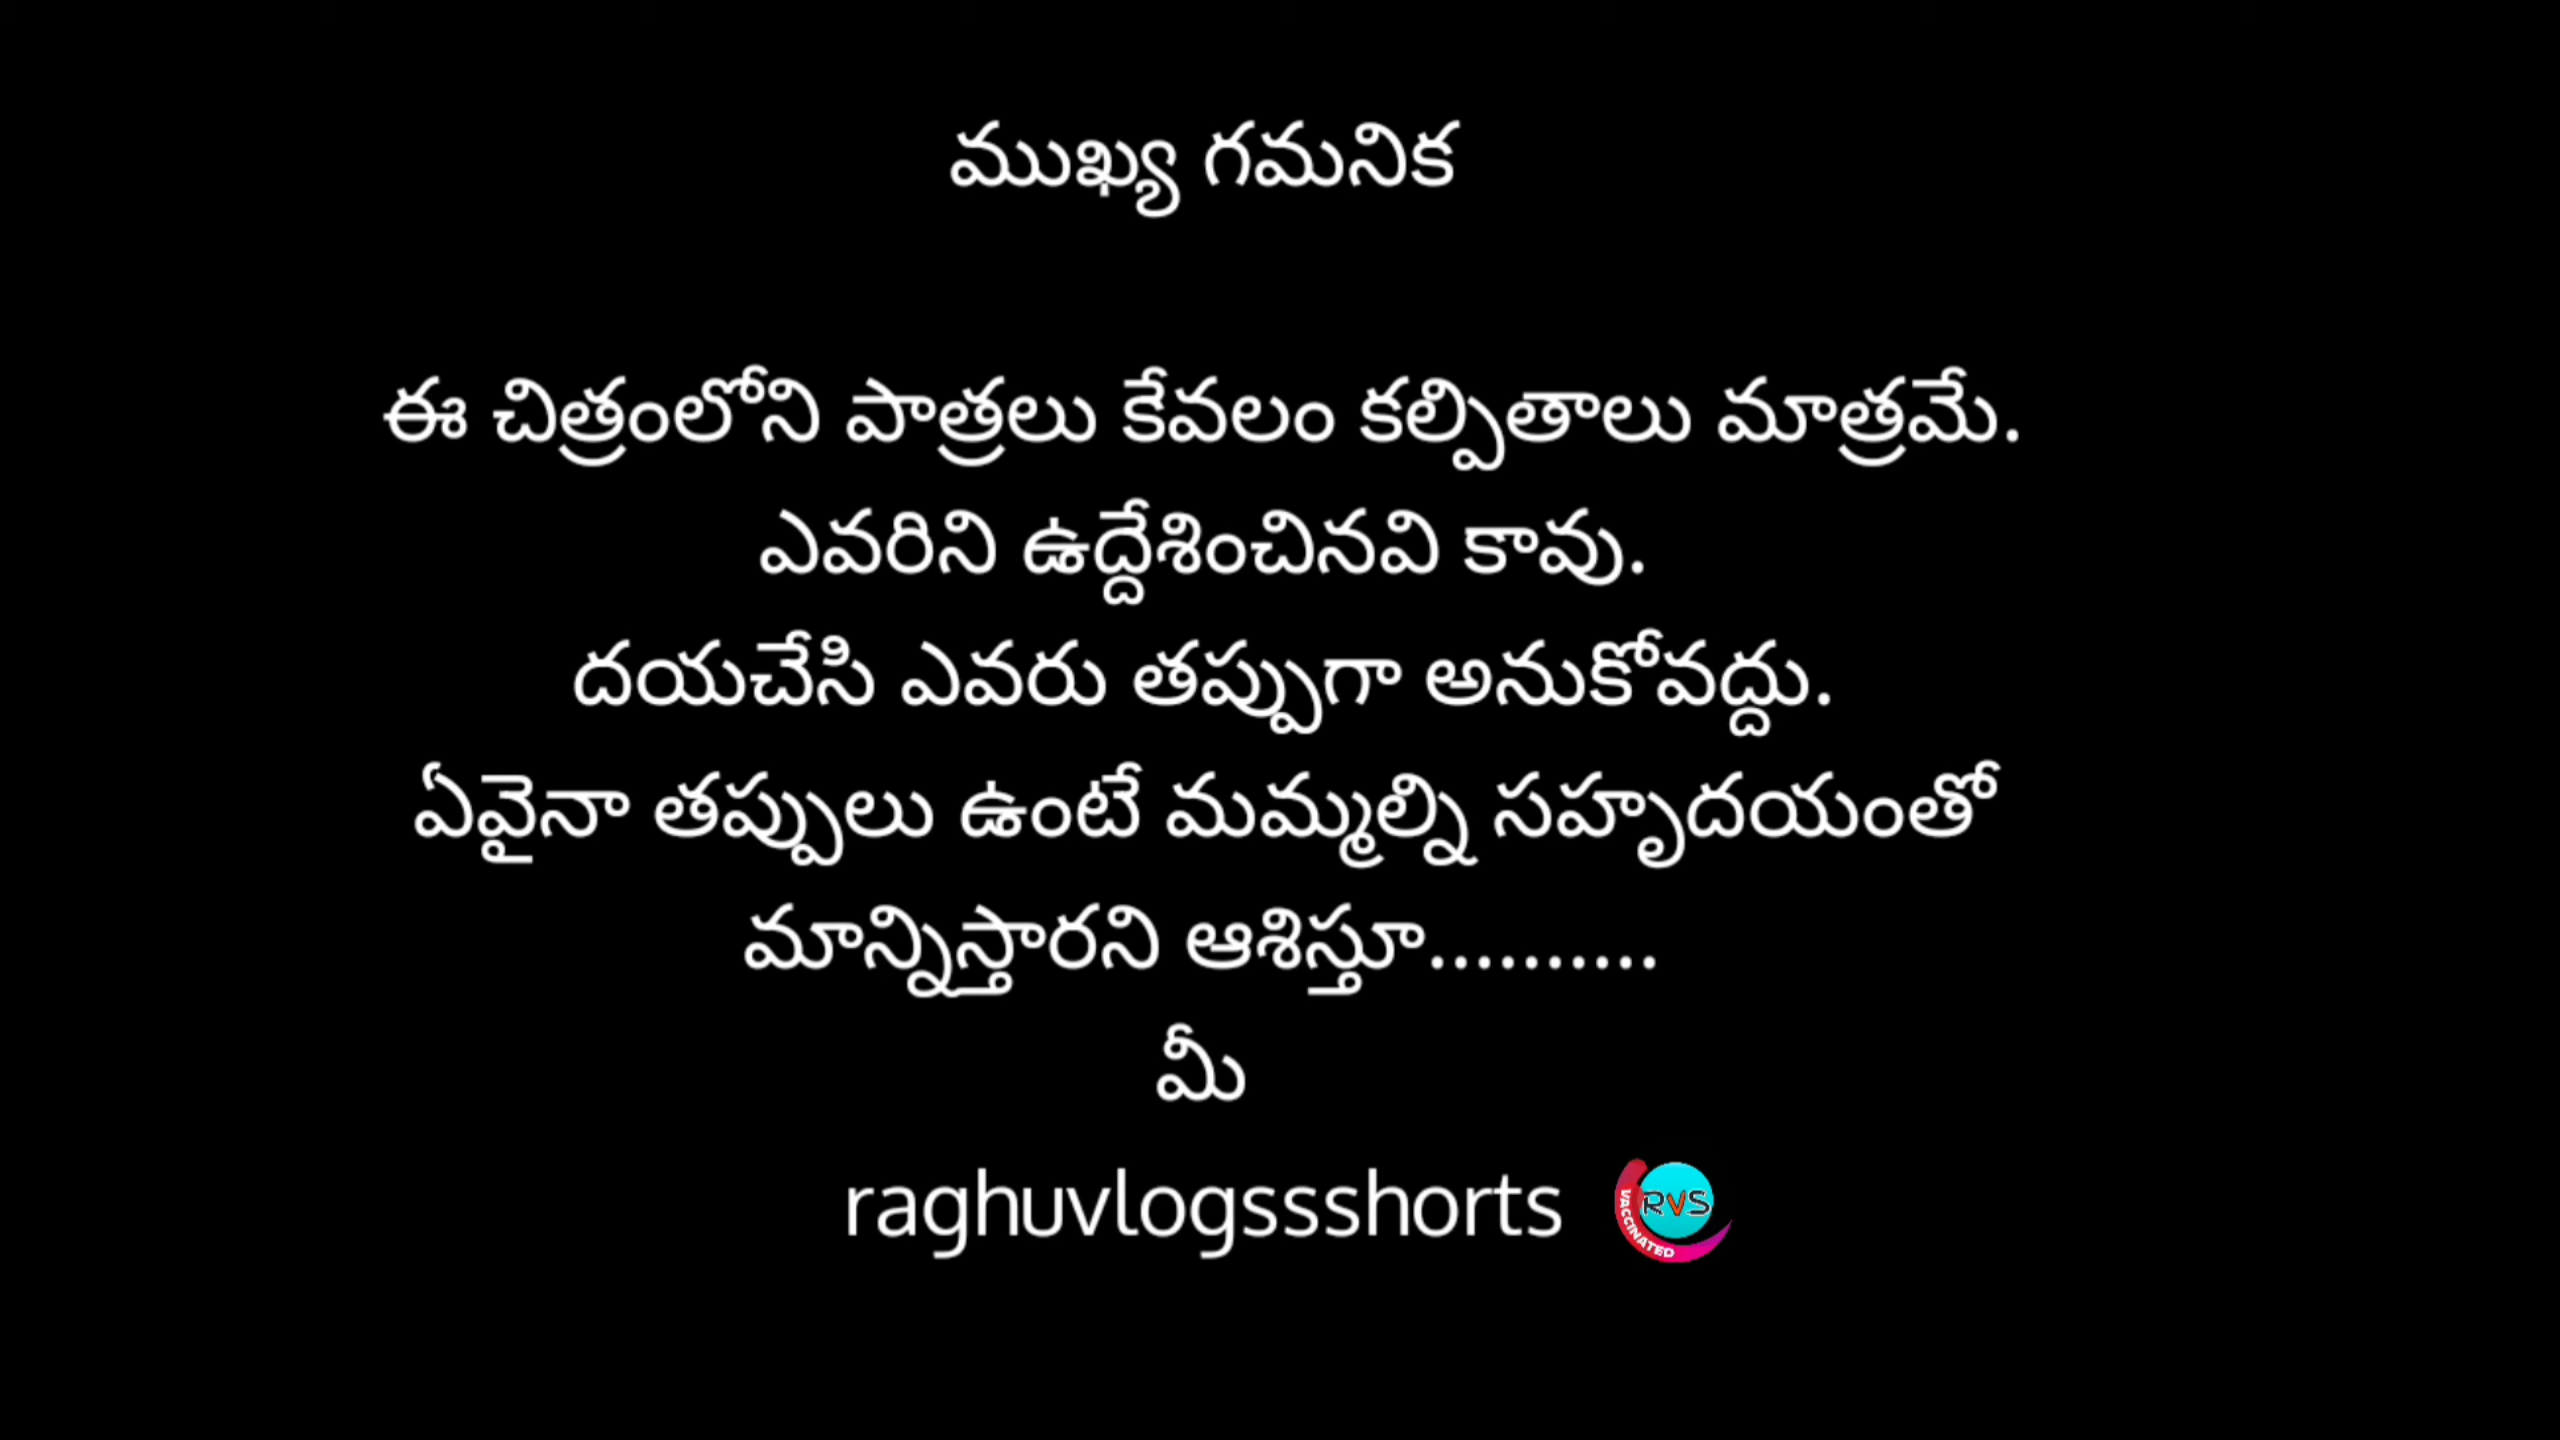 ముఖ్య గమనిక
ఈ చిత్రంలోని పాత్రలు కేవలం కల్పితాలు మాత్రమే.
ఎవరిని ఉద్దేశించినవి కావు.
దయచేసి ఎవరు తప్పుగా అనుకోవద్దు.
ఏవైనా తప్పులు ఉంటే మమ్మల్ని సహృదయంతో
మాన్నిస్తారని ఆశిస్తూ..........
మీ
raghuvlogssshorts
RVS
VACCINATED